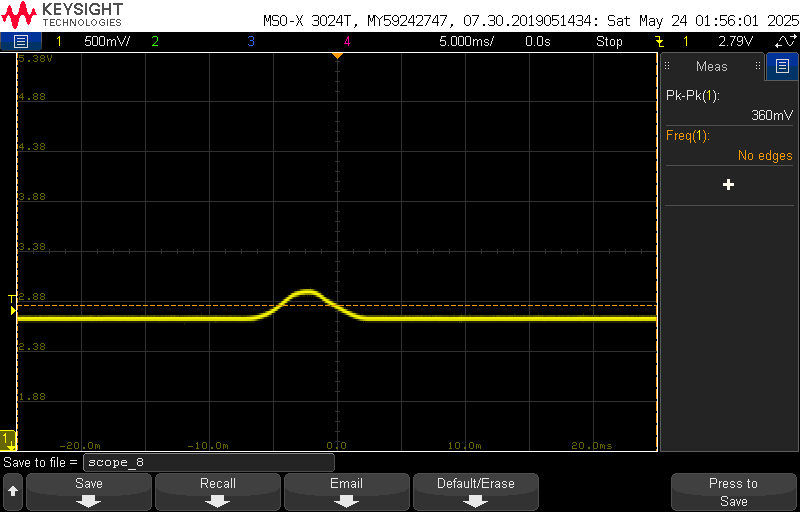 KEYSIGHT
TECHNOLOGIES
MSO-X 3024T, MY59242747, 07.30.2019051434: Sat May 24 01:56:01 2025
1 500mV/ 2 3 4 5.000ms/ 0.0s Stop 1 2.79V
5.38V
4.88
4.38
3.88
3.38
2.88
2.38
1.88
T
1
-20.0m -10.0m 0.0 10.0m 20.0ms
Meas
Pk-Pk(1):
360mV
Freq(1):
No edges
Save to file = scope_8
Save Recall Email Default/Erase Press to
Save